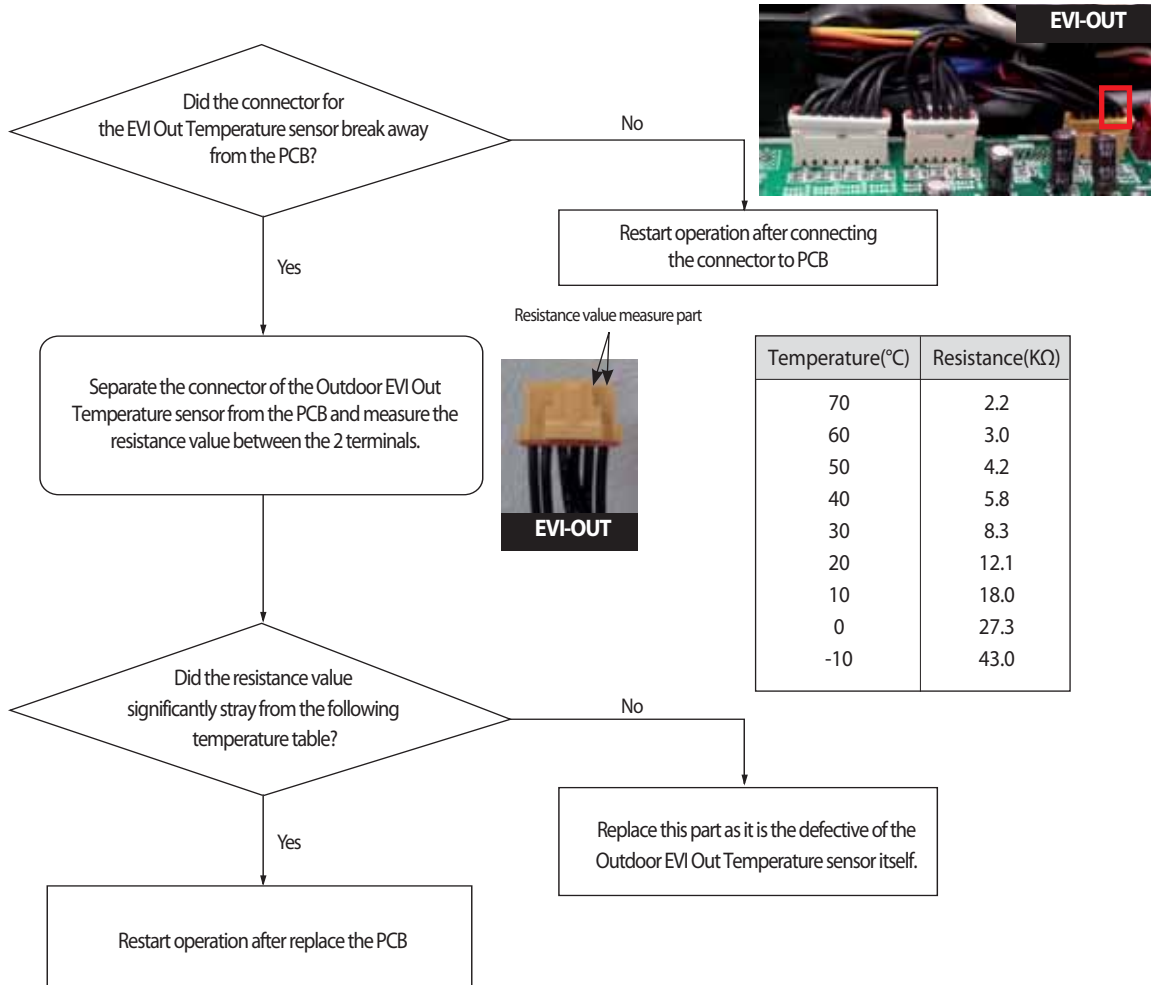 EVI-OUT
Did the connector for
the EVI Out Temperature sensor break away
from the PCB?
No
Restart operation after connecting
the connector to PCB
Yes
Resistance value measure part
Separate the connector of the Outdoor EVI Out
Temperature sensor from the PCB and measure the
resistance value between the 2 terminals.
EVI-OUT
Temperature(°C) Resistance(KΩ)
70 2.2
60 3.0
50 4.2
40 5.8
30 8.3
20 12.1
10 18.0
0 27.3
-10 43.0
Did the resistance value
significantly stray from the following
temperature table?
No
Replace this part as it is the defective of the
Outdoor EVI Out Temperature sensor itself.
Yes
Restart operation after replace the PCB